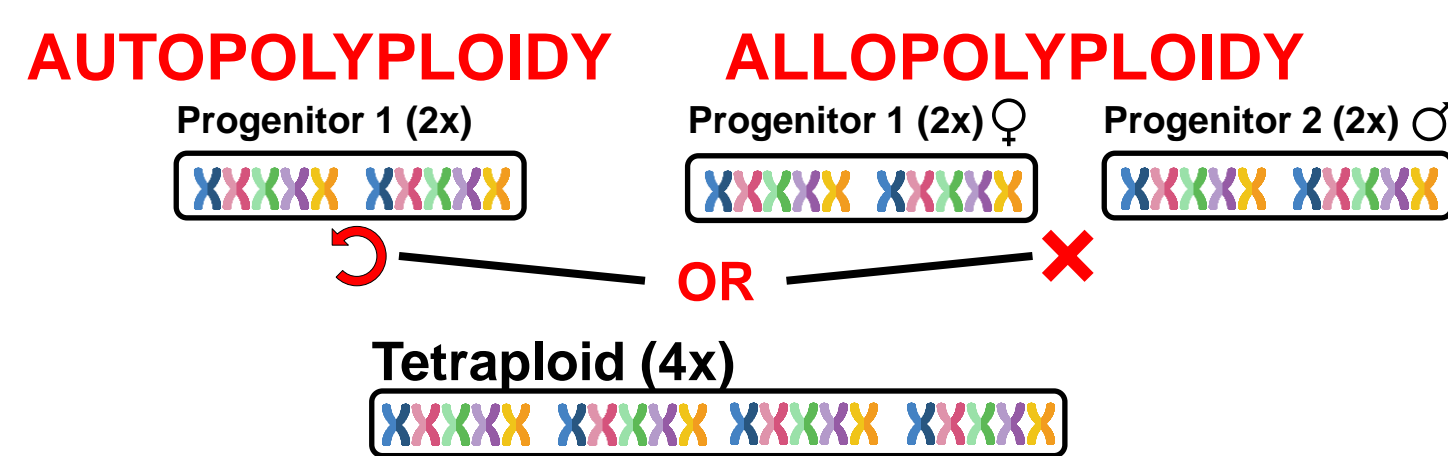 AUTOPOLYPLOIDY
ALLOPOLYPLOIDY
Progenitor 1 (2x)
Progenitor 1 (2x) ♀
Progenitor 2 (2x) ♂
OR
Tetraploid (4x)